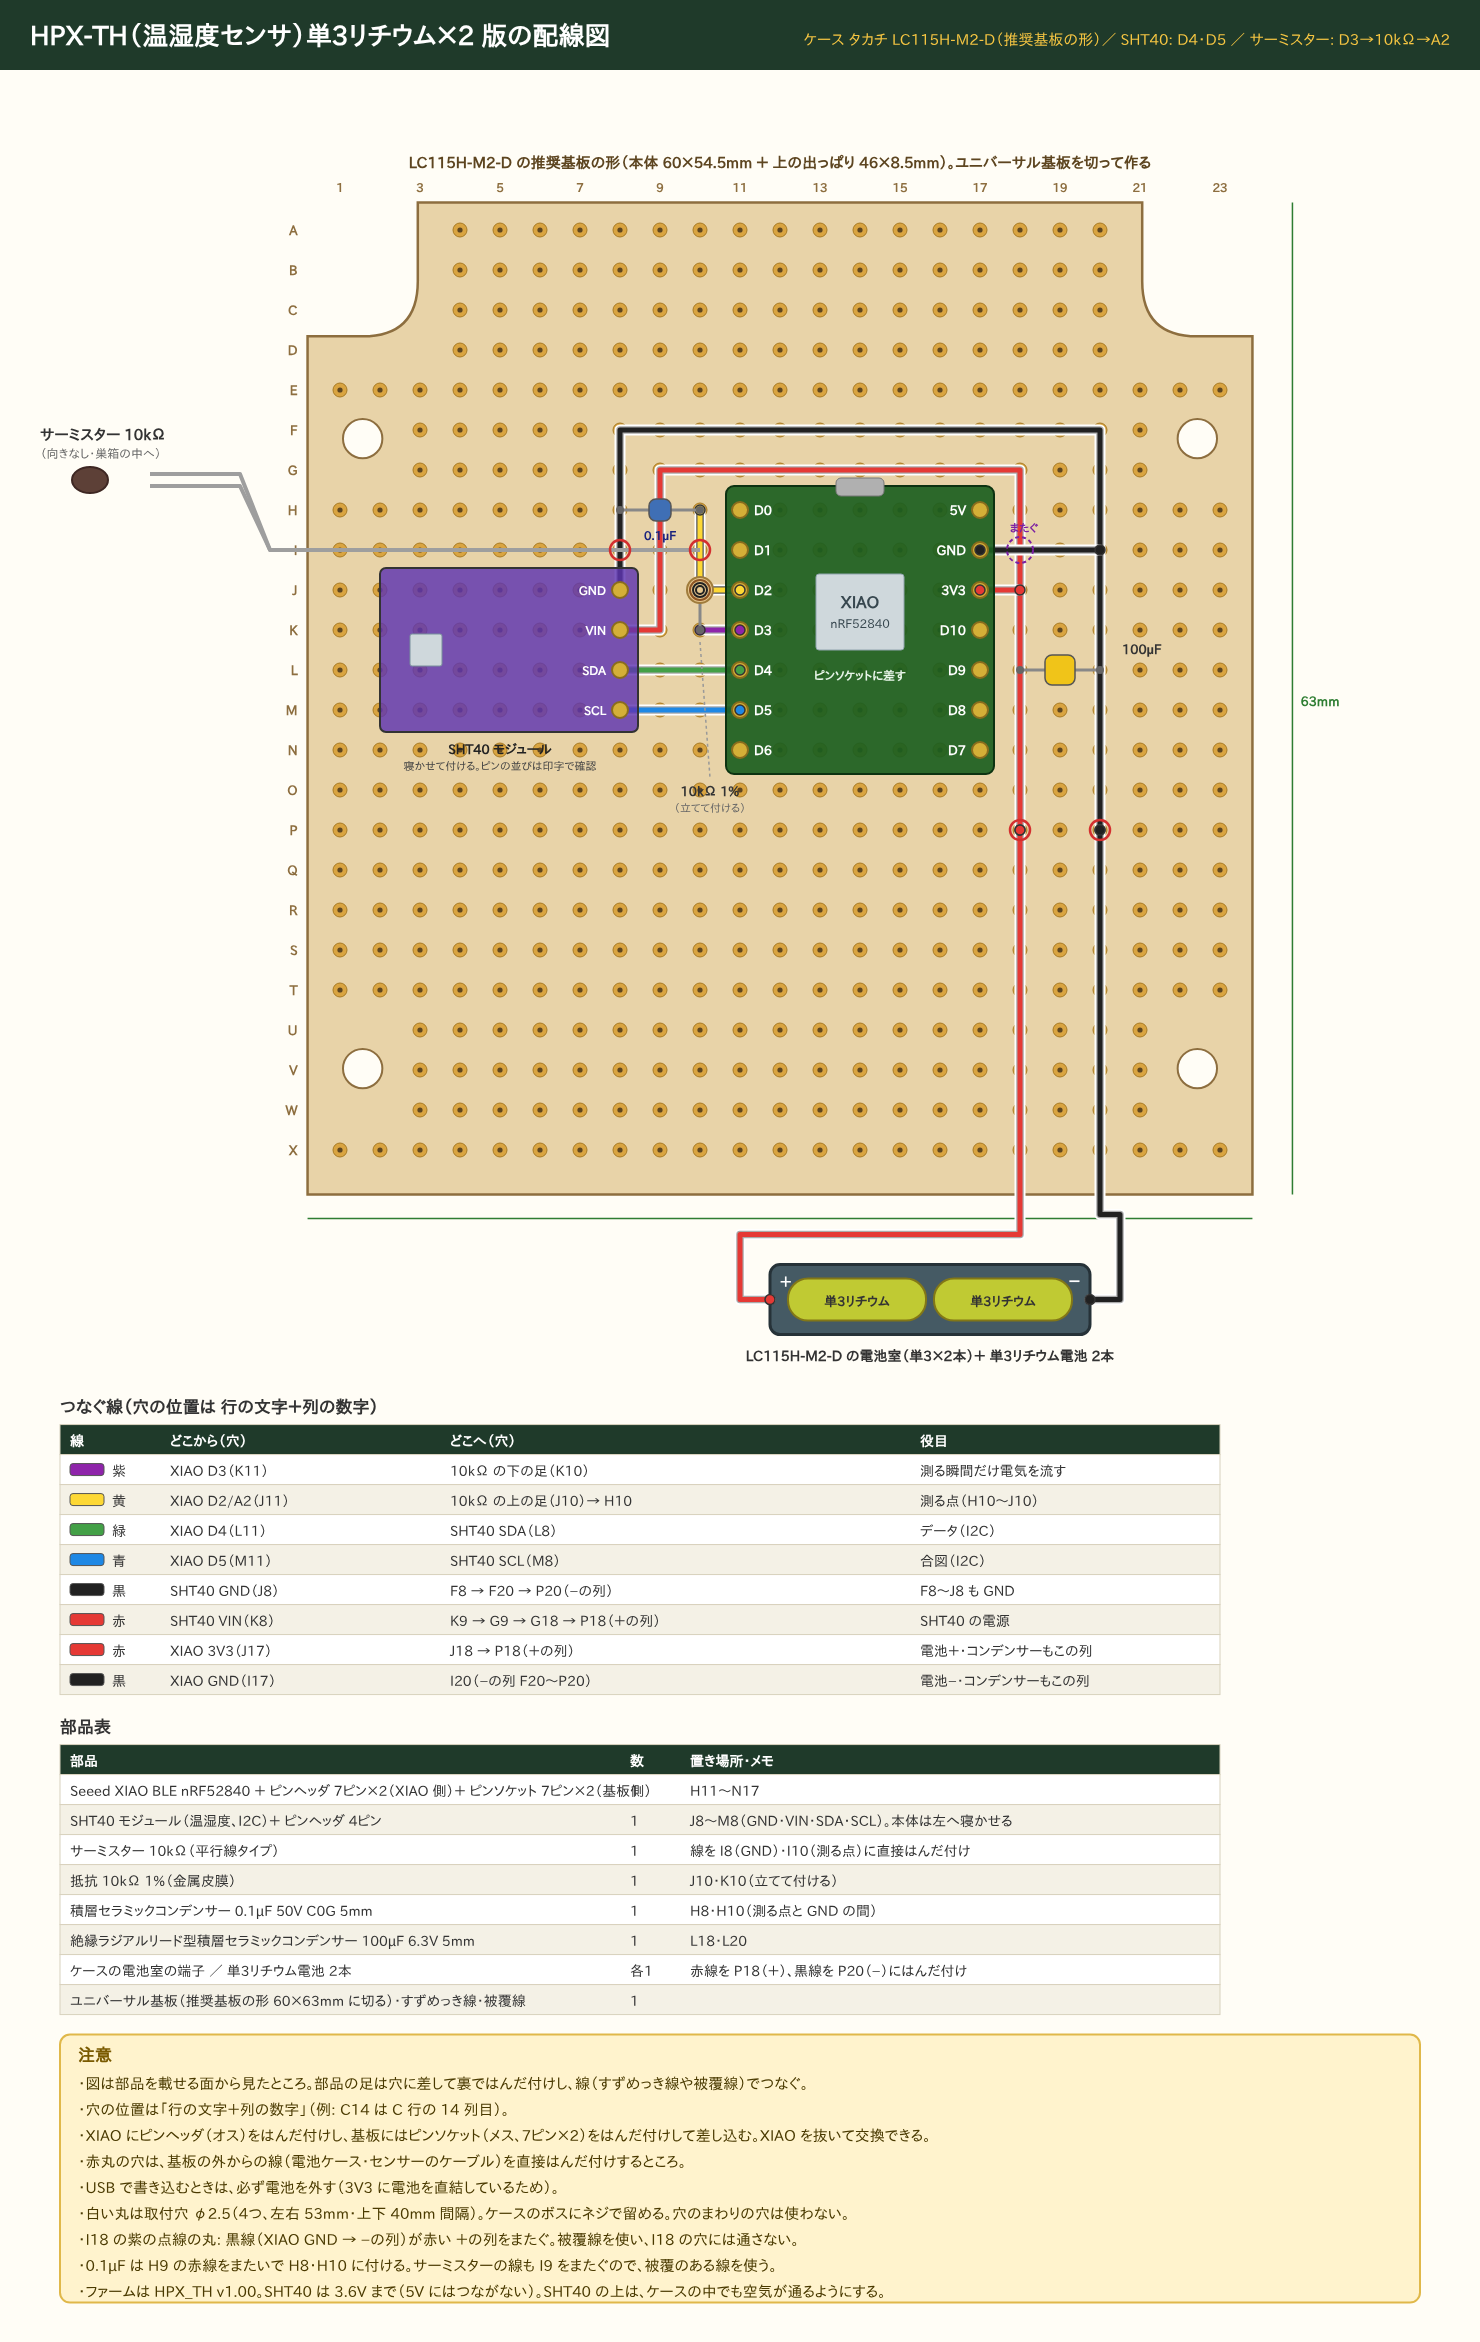 HPX-TH（温湿度センサ）単3リチウム×2 版の配線図
ケース タカチ LC115H-M2-D（推奨基板の形）／ SHT40: D4・D5 ／ サーミスター: D3→10kΩ→A2
LC115H-M2-D の推奨基板の形（本体 60×54.5mm ＋ 上の出っぱり 46×8.5mm）。ユニバーサル基板を切って作る
1 3 5 7 9 11 13 15 17 19 21 23
A
B
C
D
E
サーミスター 10kΩ
（向きなし・巣箱の中へ）
F
G
H
D0 5V
またぐ
0.1µF
I
D1 GND
J
GND D2 3V3
XIAO
nRF52840
K
VIN D3 D10
100µF
L
SDA D4 D9
ピンソケットに差す
M
SCL D5 D8
63mm
N
SHT40 モジュール
D6 D7
寝かせて付ける。ピンの並びは印字で確認
O
10kΩ 1%
（立てて付ける）
P
Q
R
S
T
U
V
W
X
＋ −
単3リチウム 単3リチウム
LC115H-M2-D の電池室（単3×2本）＋ 単3リチウム電池 2本
つなぐ線（穴の位置は 行の文字＋列の数字）
線 どこから（穴） どこへ（穴） 役目
紫 XIAO D3（K11） 10kΩ の下の足（K10） 測る瞬間だけ電気を流す
黄 XIAO D2/A2（J11） 10kΩ の上の足（J10）→ H10 測る点（H10〜J10）
緑 XIAO D4（L11） SHT40 SDA（L8） データ（I2C）
青 XIAO D5（M11） SHT40 SCL（M8） 合図（I2C）
黒 SHT40 GND（J8） F8 → F20 → P20（−の列） F8〜J8 も GND
赤 SHT40 VIN（K8） K9 → G9 → G18 → P18（＋の列） SHT40 の電源
赤 XIAO 3V3（J17） J18 → P18（＋の列） 電池＋・コンデンサーもこの列
黒 XIAO GND（I17） I20（−の列 F20〜P20） 電池−・コンデンサーもこの列
部品表
部品 数 置き場所・メモ
Seeed XIAO BLE nRF52840 ＋ ピンヘッダ 7ピン×2（XIAO 側）＋ ピンソケット 7ピン×2（基板側） H11〜N17
SHT40 モジュール（温湿度、I2C）＋ ピンヘッダ 4ピン 1 J8〜M8（GND・VIN・SDA・SCL）。本体は左へ寝かせる
サーミスター 10kΩ（平行線タイプ） 1 線を I8（GND）・I10（測る点）に直接はんだ付け
抵抗 10kΩ 1%（金属皮膜） 1 J10・K10（立てて付ける）
積層セラミックコンデンサー 0.1µF 50V C0G 5mm 1 H8・H10（測る点と GND の間）
絶縁ラジアルリード型積層セラミックコンデンサー 100µF 6.3V 5mm 1 L18・L20
ケースの電池室の端子 ／ 単3リチウム電池 2本 各1 赤線を P18（＋）、黒線を P20（−）にはんだ付け
ユニバーサル基板（推奨基板の形 60×63mm に切る）・すずめっき線・被覆線 1
注意
・図は部品を載せる面から見たところ。部品の足は穴に差して裏ではんだ付けし、線（すずめっき線や被覆線）でつなぐ。
・穴の位置は「行の文字＋列の数字」（例: C14 は C 行の 14 列目）。
・XIAO にピンヘッダ（オス）をはんだ付けし、基板にはピンソケット（メス、7ピン×2）をはんだ付けして差し込む。XIAO を抜いて交換できる。
・赤丸の穴は、基板の外からの線（電池ケース・センサーのケーブル）を直接はんだ付けするところ。
・USB で書き込むときは、必ず電池を外す（3V3 に電池を直結しているため）。
・白い丸は取付穴 φ2.5（4つ、左右 53mm・上下 40mm 間隔）。ケースのボスにネジで留める。穴のまわりの穴は使わない。
・I18 の紫の点線の丸: 黒線（XIAO GND → −の列）が赤い ＋の列をまたぐ。被覆線を使い、I18 の穴には通さない。
・0.1µF は H9 の赤線をまたいで H8・H10 に付ける。サーミスターの線も I9 をまたぐので、被覆のある線を使う。
・ファームは HPX_TH v1.00。SHT40 は 3.6V まで（5V にはつながない）。SHT40 の上は、ケースの中でも空気が通るようにする。